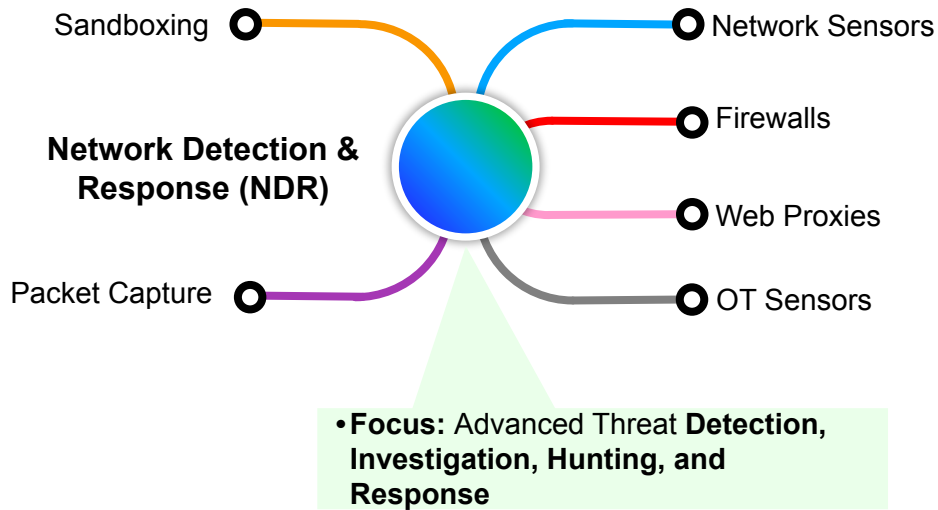 Sandboxing
Network Sensors
Firewalls
Network Detection &
Response (NDR)
Web Proxies
Packet Capture
OT Sensors
•Focus: Advanced Threat Detection,
Investigation, Hunting, and
Response